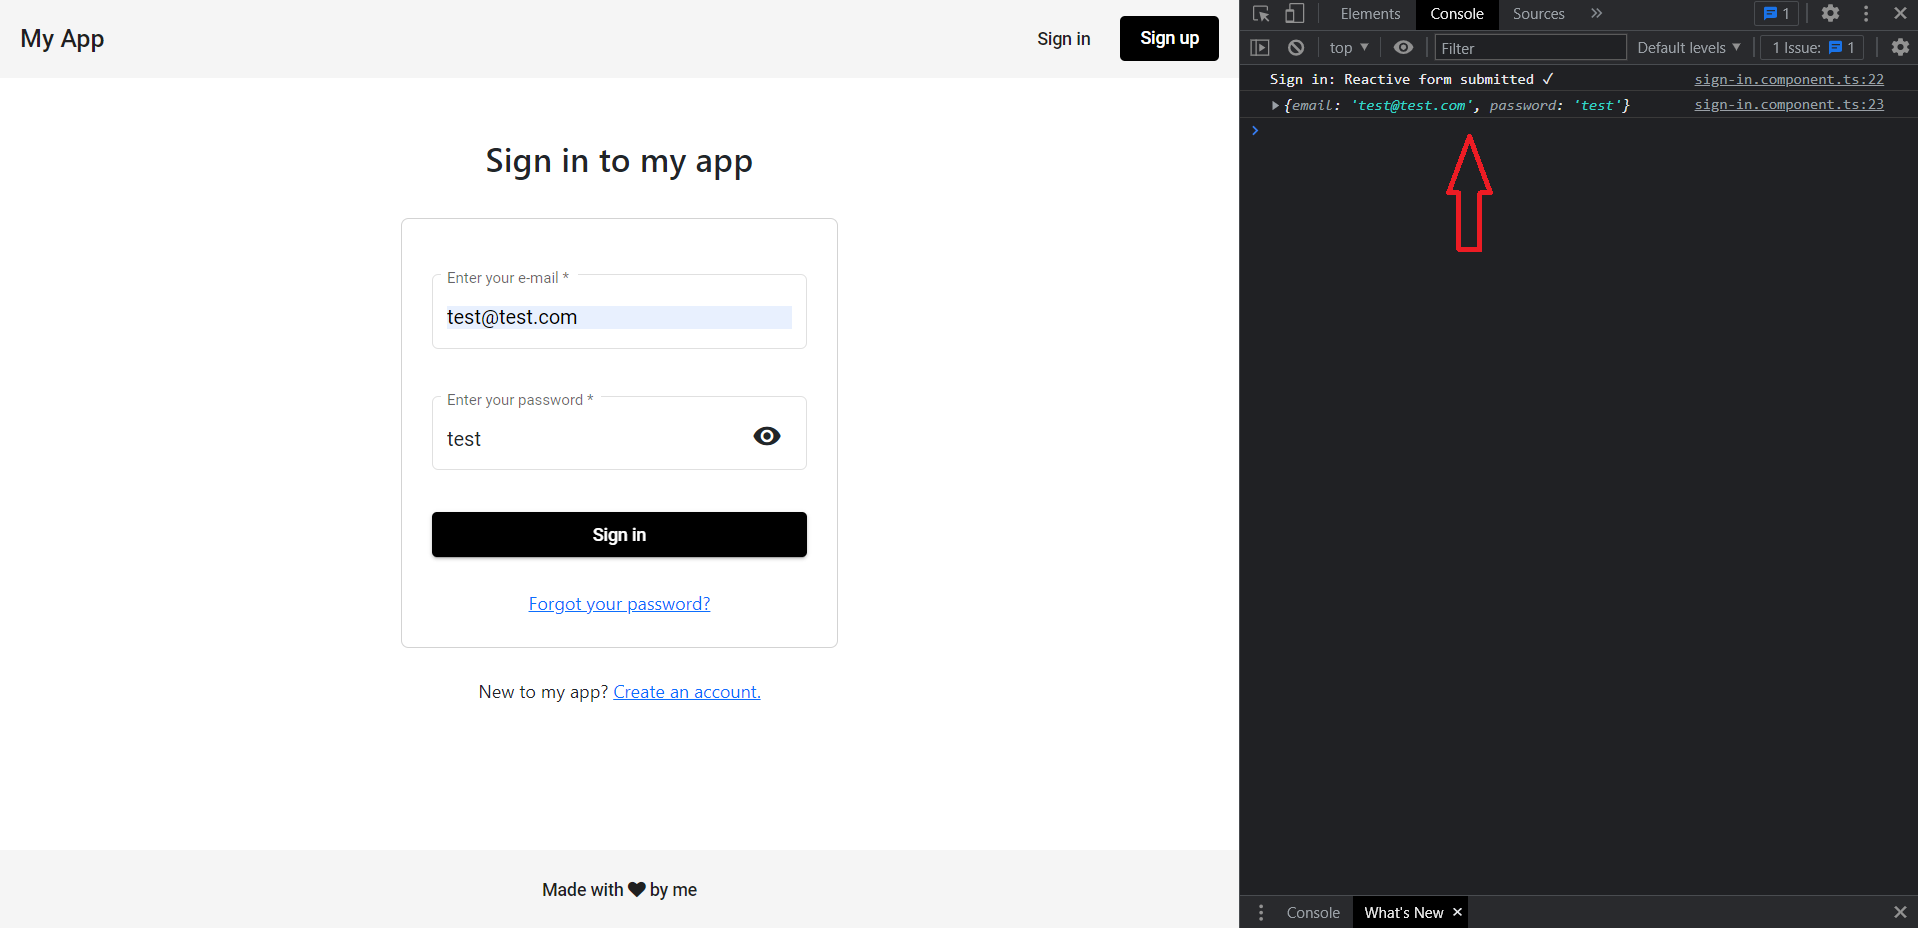 My App
Sign in
Sign up
Sign in to my app
Enter your e-mail *
test@test.com
Enter your password *
test
Sign in
Forgot your password?
New to my app? Create an account.
Made with ♥ by me
Elements Console Sources » 1
top Filter Default levels 1 Issue: 1
Sign in: Reactive form submitted ✓ sign-in.component.ts:22
{email: 'test@test.com', password: 'test'} sign-in.component.ts:23
Console What's New